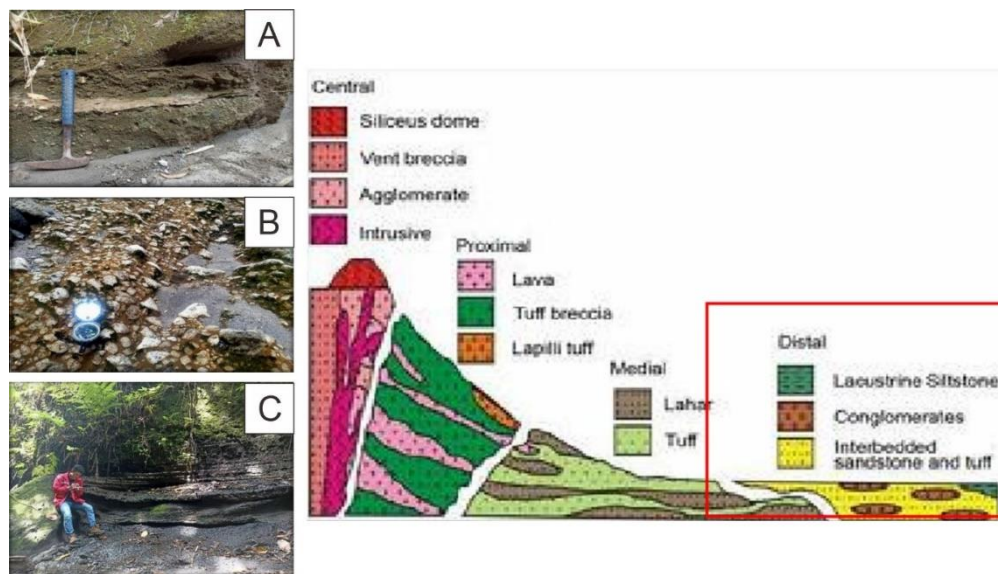 A
B
C
Central
Siliceus dome
Vent breccia
Agglomerate
Intrusive
Proximal
Lava
Tuff breccia
Lapilli tuff
Medial
Lahar
Tuff
Distal
Lacustrine Siltstone
Conglomerates
Interbedded
sandstone and tuff